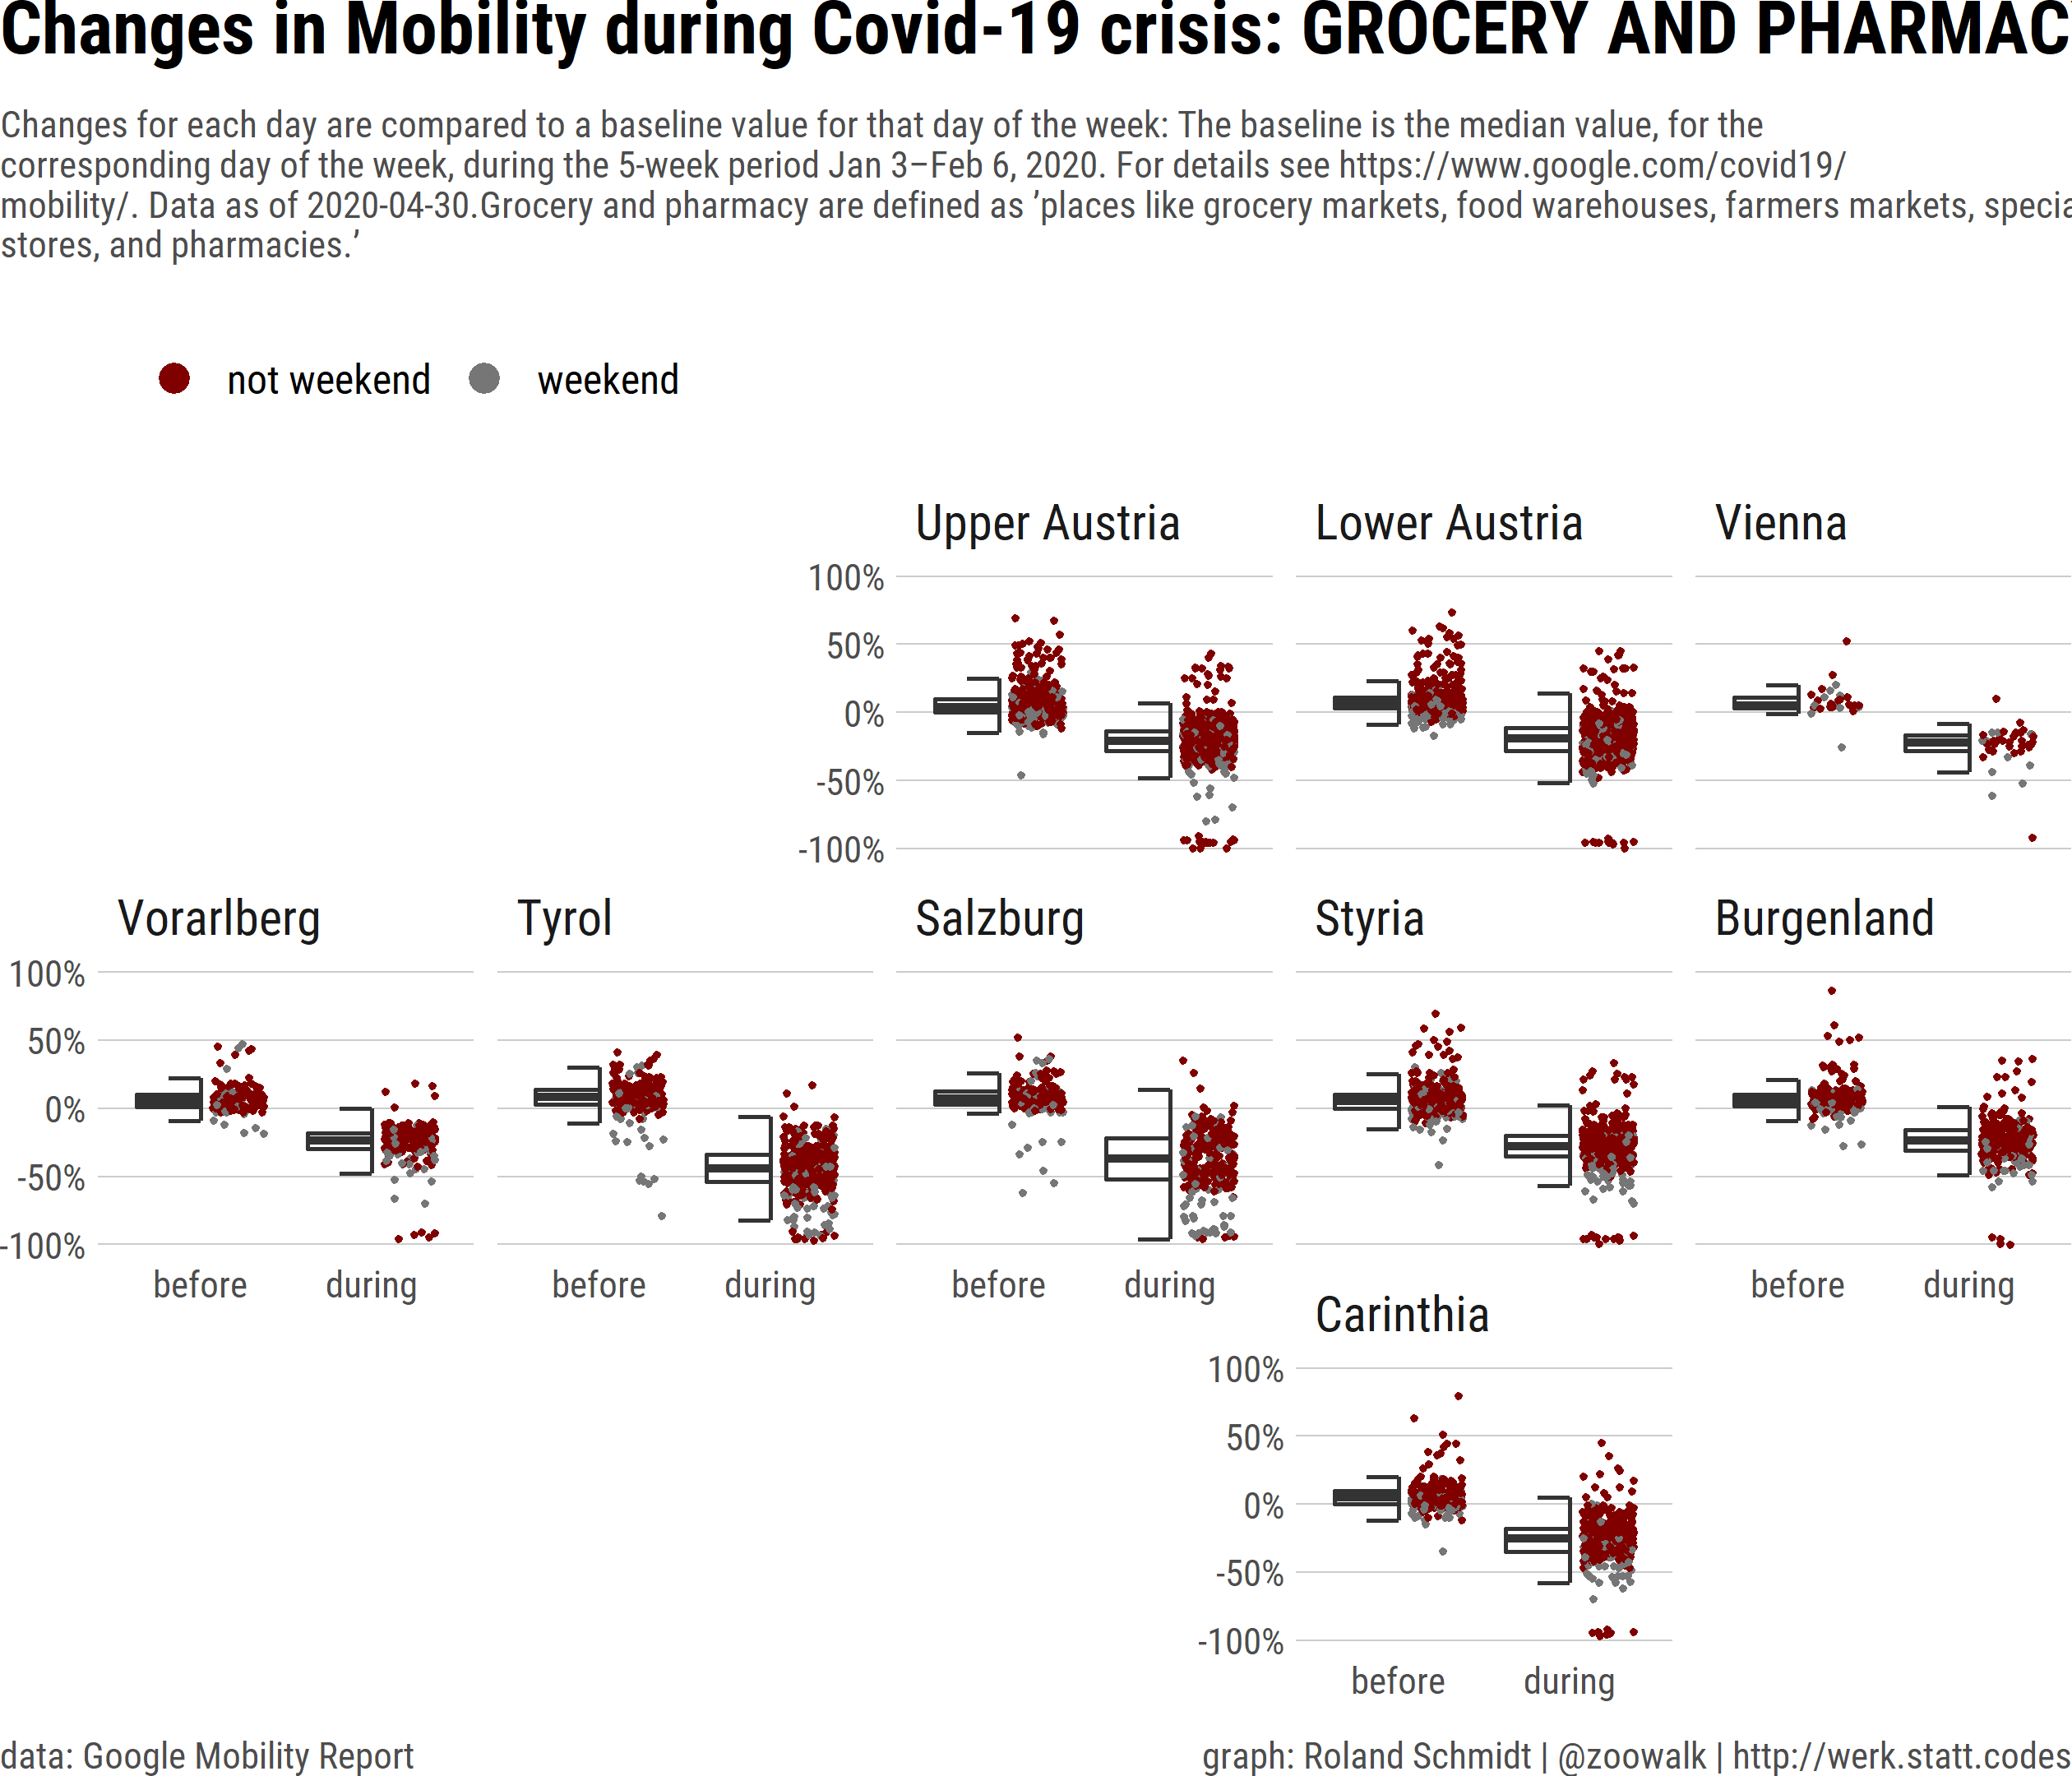 Changes in Mobility during Covid-19 crisis: GROCERY AND PHARMAC
Changes for each day are compared to a baseline value for that day of the week: The baseline is the median value, for the
corresponding day of the week, during the 5-week period Jan 3–Feb 6, 2020. For details see https://www.google.com/covid19/
mobility/. Data as of 2020-04-30.Grocery and pharmacy are defined as ’places like grocery markets, food warehouses, farmers markets, specia
stores, and pharmacies.’
not weekend weekend
Upper Austria Lower Austria Vienna
100%
50%
0%
-50%
-100%
Vorarlberg Tyrol Salzburg Styria Burgenland
100%
50%
0%
-50%
-100%
before during before during before during before during
Carinthia
100%
50%
0%
-50%
-100%
before during
data: Google Mobility Report graph: Roland Schmidt | @zoowalk | http://werk.statt.codes